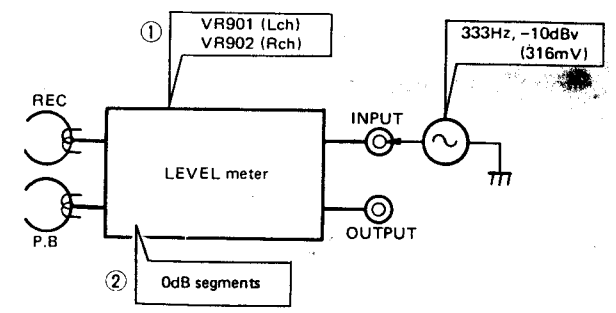 ①
VR901 (Lch)
VR902 (Rch)
333Hz, −10dBv
(316mV)
REC
INPUT
LEVEL meter
P.B
OUTPUT
②
0dB segments